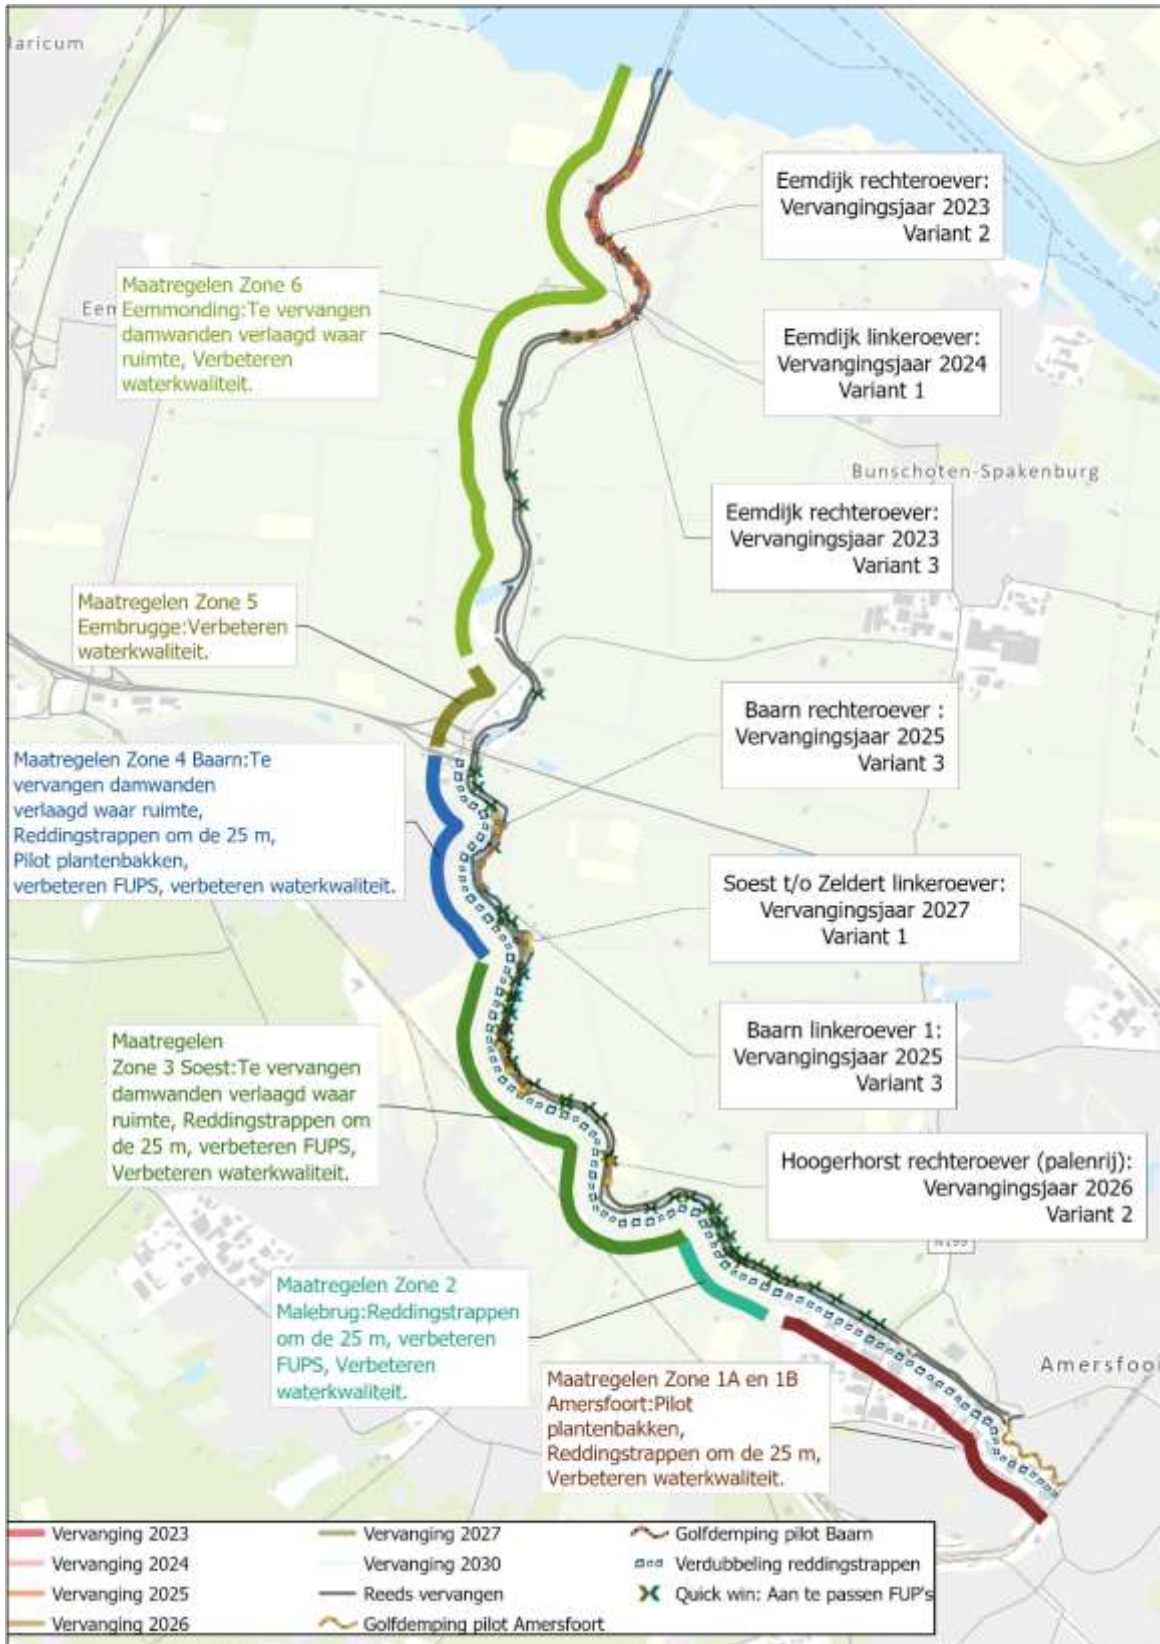 laricum
Eemdijk rechteroever:
Vervangingsjaar 2023
Variant 2
Maatregelen Zone 6
Eemmonding:Te vervangen
damwanden verlaagd waar
ruimte, Verbeteren
waterkwaliteit.
Eemdijk linkeroever:
Vervangingsjaar 2024
Variant 1
Bunschoten-Spakenburg
Eemdijk rechteroever:
Vervangingsjaar 2023
Variant 3
Maatregelen Zone 5
Eembrugge:Verbeteren
waterkwaliteit.
Baarn rechteroever :
Vervangingsjaar 2025
Variant 3
Maatregelen Zone 4 Baarn:Te
vervangen damwanden
verlaagd waar ruimte,
Reddingstrappen om de 25 m,
Pilot plantenbakken,
verbeteren FUPS, verbeteren waterkwaliteit.
Soest t/o Zeldert linkeroever:
Vervangingsjaar 2027
Variant 1
Baarn linkeroever 1:
Vervangingsjaar 2025
Variant 3
Maatregelen
Zone 3 Soest:Te vervangen
damwanden verlaagd waar
ruimte, Reddingstrappen om
de 25 m, verbeteren FUPS,
Verbeteren waterkwaliteit.
Hoogerhorst rechteroever (palenrij):
Vervangingsjaar 2026
Variant 2
N199
Maatregelen Zone 2
Malebrug:Reddingstrappen
om de 25 m, verbeteren
FUPS, Verbeteren
waterkwaliteit.
Amersfoor
Maatregelen Zone 1A en 1B
Amersfoort:Pilot
plantenbakken,
Reddingstrappen om de 25 m,
Verbeteren waterkwaliteit.
Vervanging 2023
Vervanging 2024
Vervanging 2025
Vervanging 2026
Vervanging 2027
Vervanging 2030
Reeds vervangen
Golfdemping pilot Amersfoort
Golfdemping pilot Baarn
Verdubbeling reddingstrappen
Quick win: Aan te passen FUP's